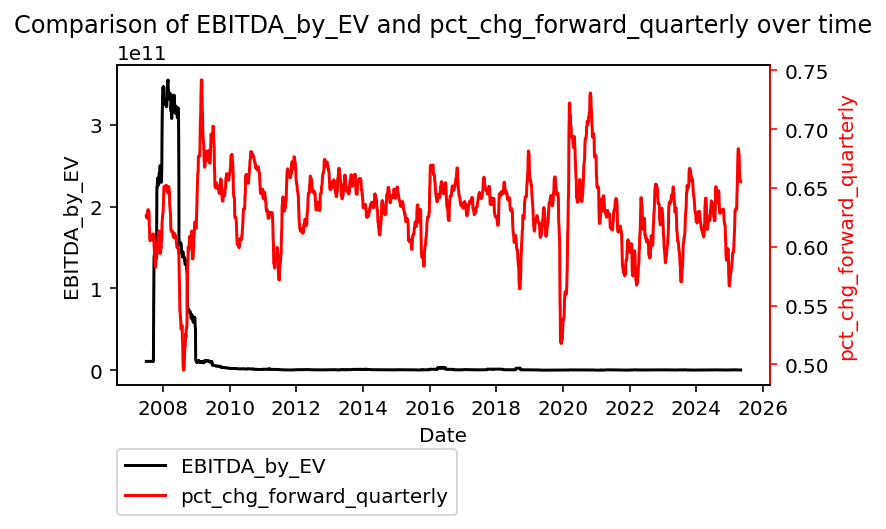 Comparison of EBITDA_by_EV and pct_chg_forward_quarterly over time
1e11
EBITDA_by_EV
3
2
1
0
0.75
0.70
0.65
0.60
0.55
0.50
pct_chg_forward_quarterly
2008 2010 2012 2014 2016 2018 2020 2022 2024 2026
Date
EBITDA_by_EV
pct_chg_forward_quarterly